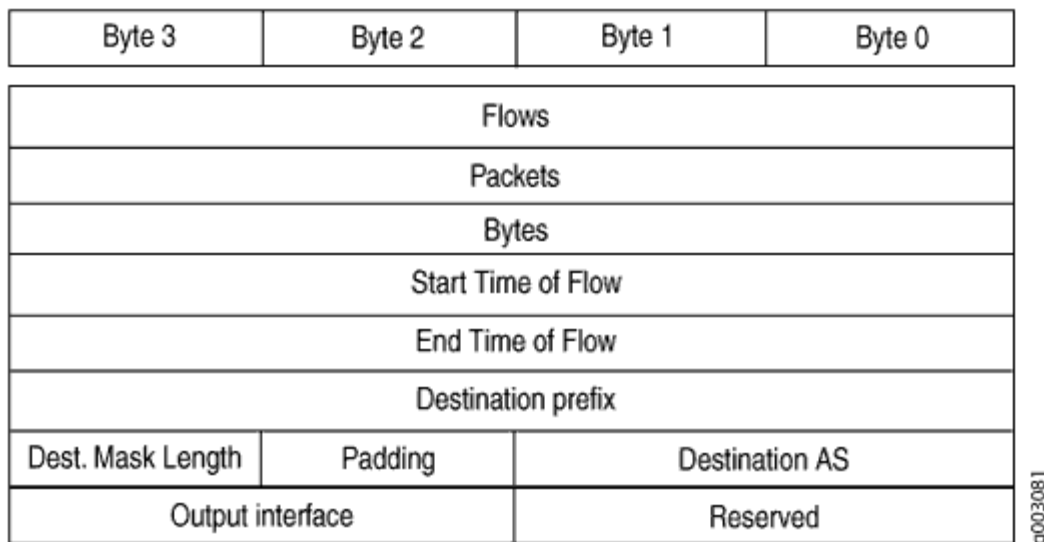 Byte 3 Byte 2 Byte 1 Byte 0
Flows
Packets
Bytes
Start Time of Flow
End Time of Flow
Destination prefix
Dest. Mask Length Padding Destination AS
Output interface Reserved
g003081